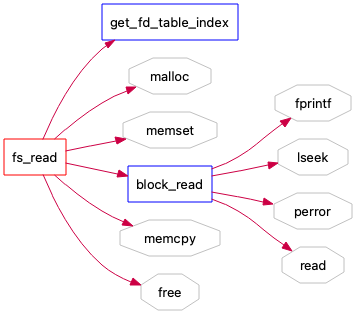 get_fd_table_index
malloc
memset
fs_read
block_read
memcpy
free
fprintf
lseek
perror
read